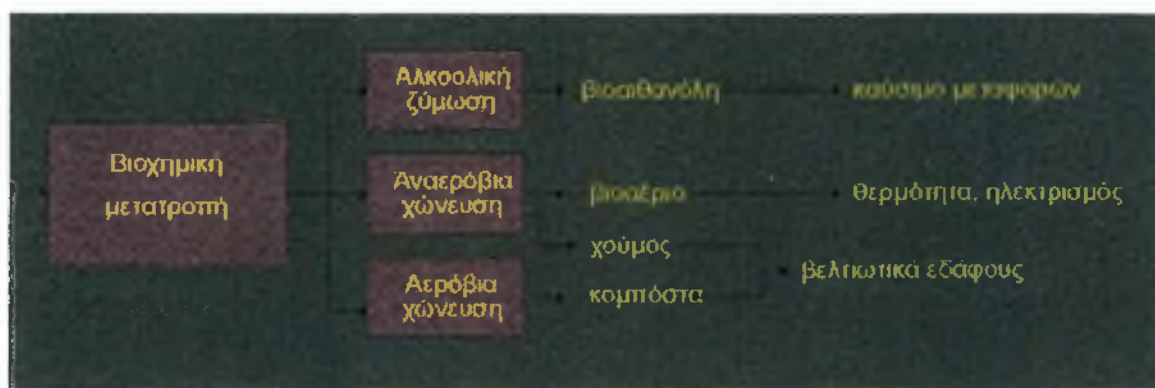 Αλκοολική
ζύμωση
βιοαιθανόλη
καύσιμο μεταφορών
Βιοχημική
μετατροπή
Αναερόβια
χώνευση
βιοαέριο
θερμότητα, ηλεκτρισμός
χούμος
βελτιωτικά εδάφους
Αερόβια
χώνευση
κομπόστα